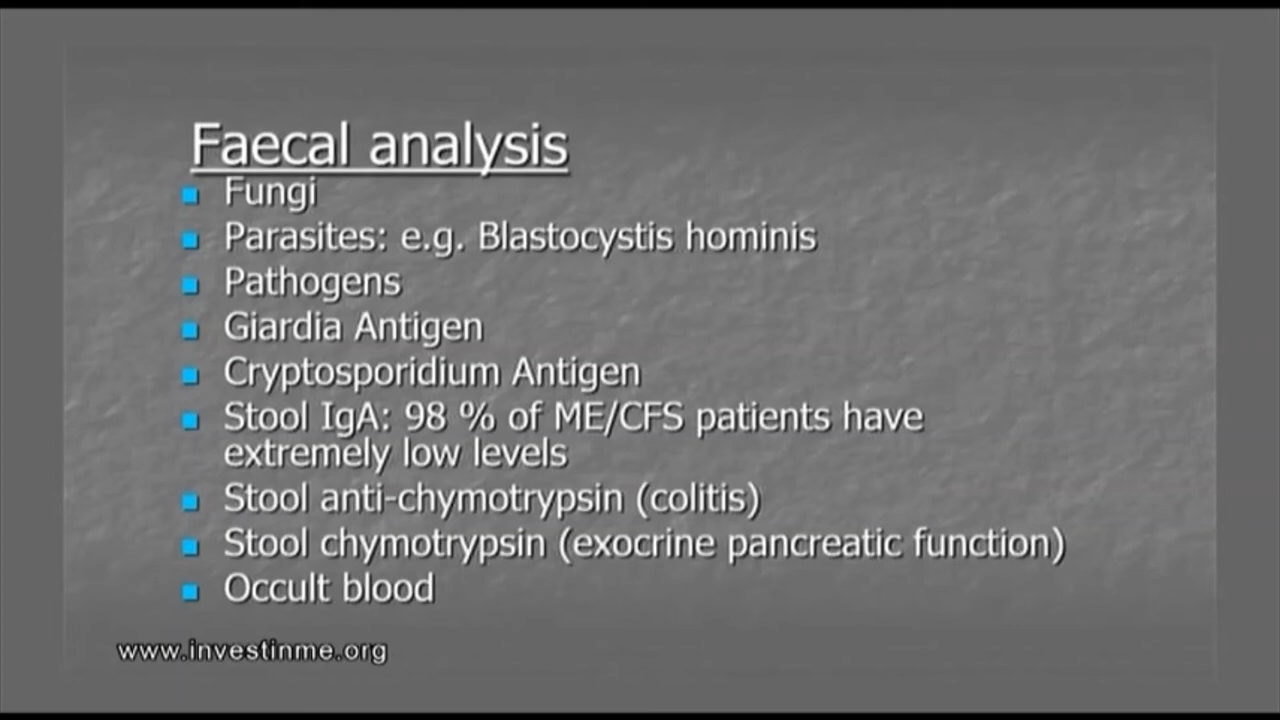 Faecal analysis
Fungi
Parasites: e.g. Blastocystis hominis
Pathogens
Giardia Antigen
Cryptosporidium Antigen
Stool IgA: 98 % of ME/CFS patients have
extremely low levels
Stool anti-chymotrypsin (colitis)
Stool chymotrypsin (exocrine pancreatic function)
Occult blood
www.investinme.org